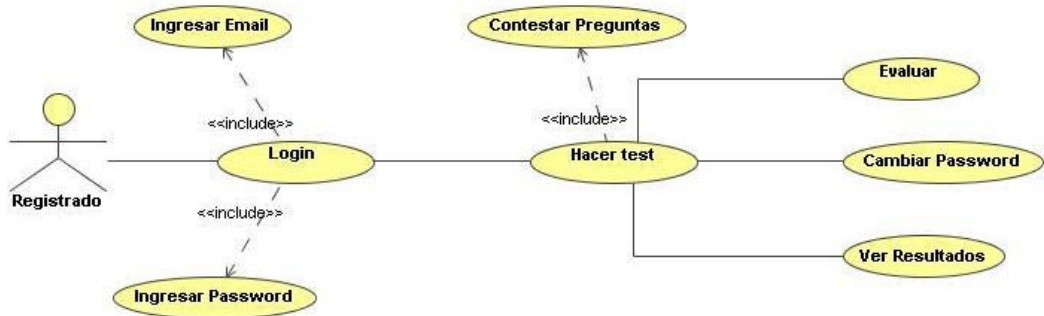 Ingresar Email
Contestar Preguntas
Evaluar
<<include>>
<<include>>
Login
Hacer test
Cambiar Password
Registrado
<<include>>
Ver Resultados
Ingresar Password